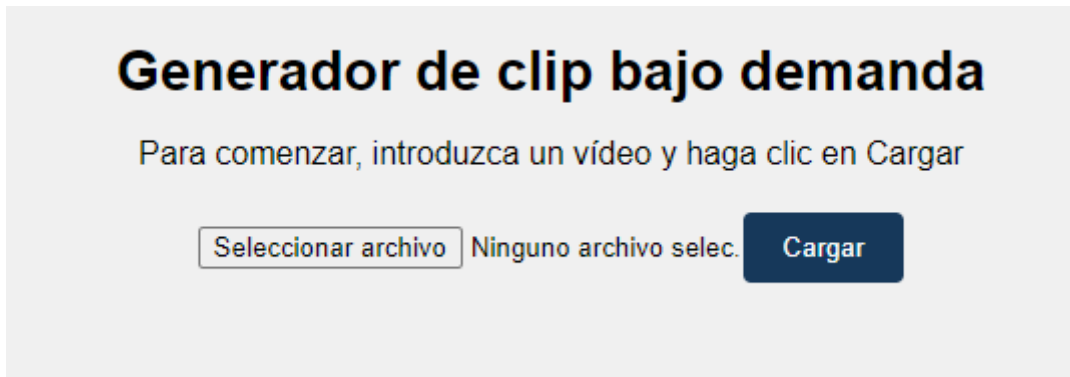 Generador de clip bajo demanda
Para comenzar, introduzca un vídeo y haga clic en Cargar
Seleccionar archivo Ninguno archivo selec. Cargar